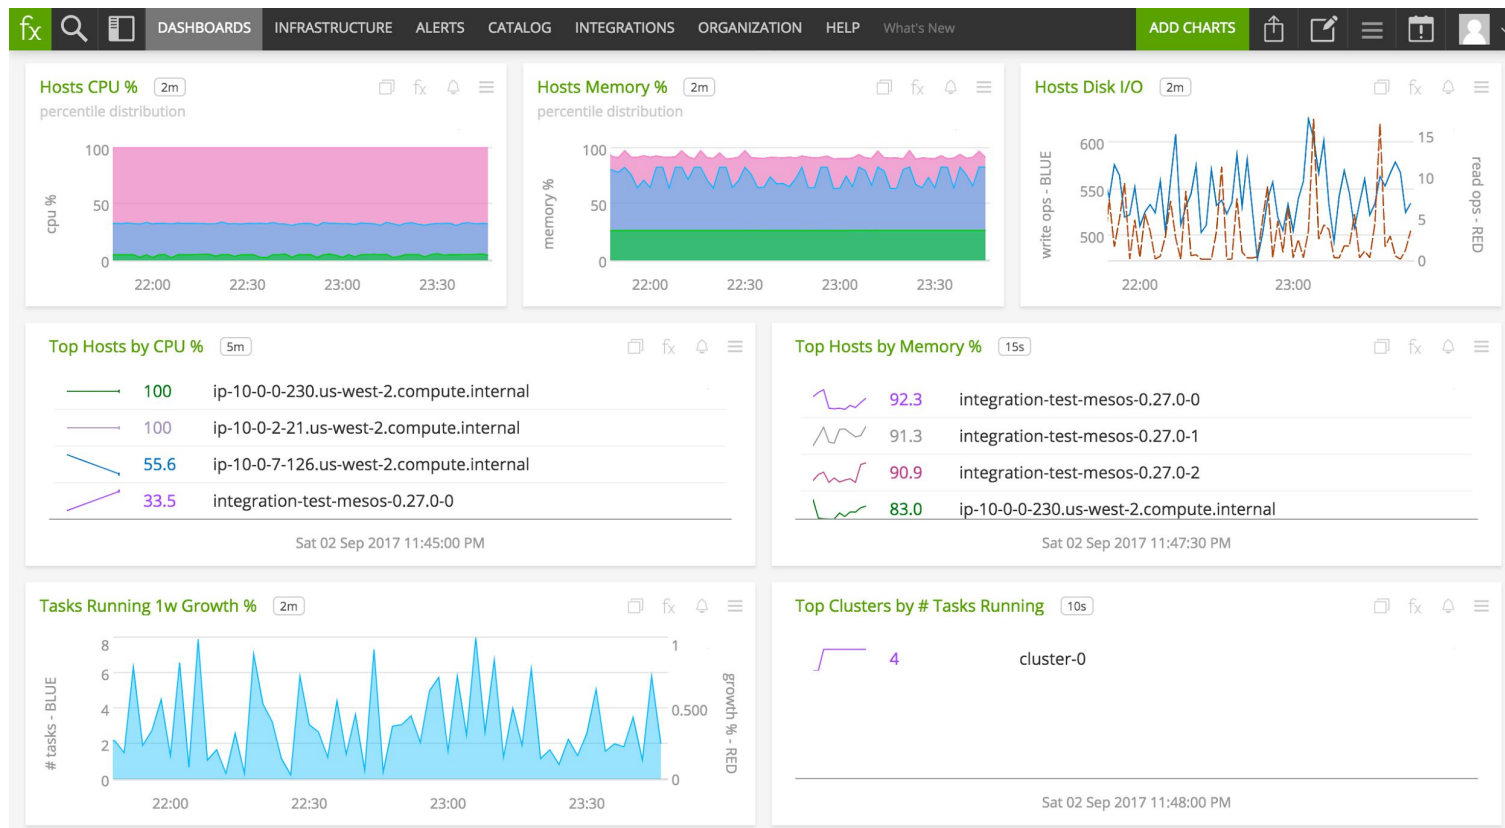 fx DASHBOARDS INFRASTRUCTURE ALERTS CATALOG INTEGRATIONS ORGANIZATION HELP What's New ADD CHARTS
Hosts CPU % 2m fx
percentile distribution
100
50
0
cpu %
22:00 22:30 23:00 23:30
Hosts Memory % 2m fx
percentile distribution
100
50
0
memory %
22:00 22:30 23:00 23:30
Hosts Disk I/O 2m fx
600
550
500
write ops - BLUE
15
10
5
0
read ops - RED
22:00 23:00
Top Hosts by CPU % 5m fx
100 ip-10-0-0-230.us-west-2.compute.internal
100 ip-10-0-2-21.us-west-2.compute.internal
55.6 ip-10-0-7-126.us-west-2.compute.internal
33.5 integration-test-mesos-0.27.0-0
Sat 02 Sep 2017 11:45:00 PM
Top Hosts by Memory % 15s fx
92.3 integration-test-mesos-0.27.0-0
91.3 integration-test-mesos-0.27.0-1
90.9 integration-test-mesos-0.27.0-2
83.0 ip-10-0-0-230.us-west-2.compute.internal
Sat 02 Sep 2017 11:47:30 PM
Tasks Running 1w Growth % 2m fx
8
6
4
2
0
# tasks - BLUE
1
0.500
0
growth % - RED
22:00 22:30 23:00 23:30
Top Clusters by # Tasks Running 10s fx
4 cluster-0
Sat 02 Sep 2017 11:48:00 PM